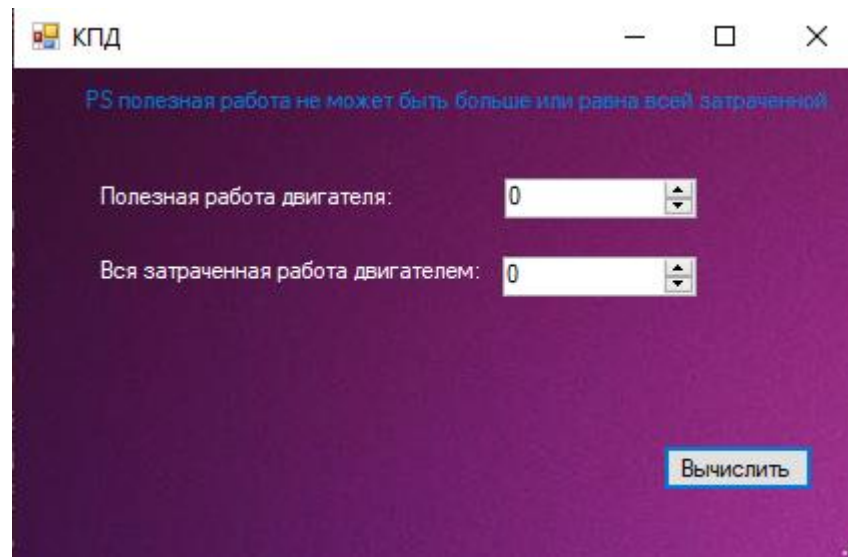 КПД
PS полезная работа не может быть больше или равна всей затраченной.
Полезная работа двигателя:
0
Вся затраченная работа двигателем:
0
Вычислить